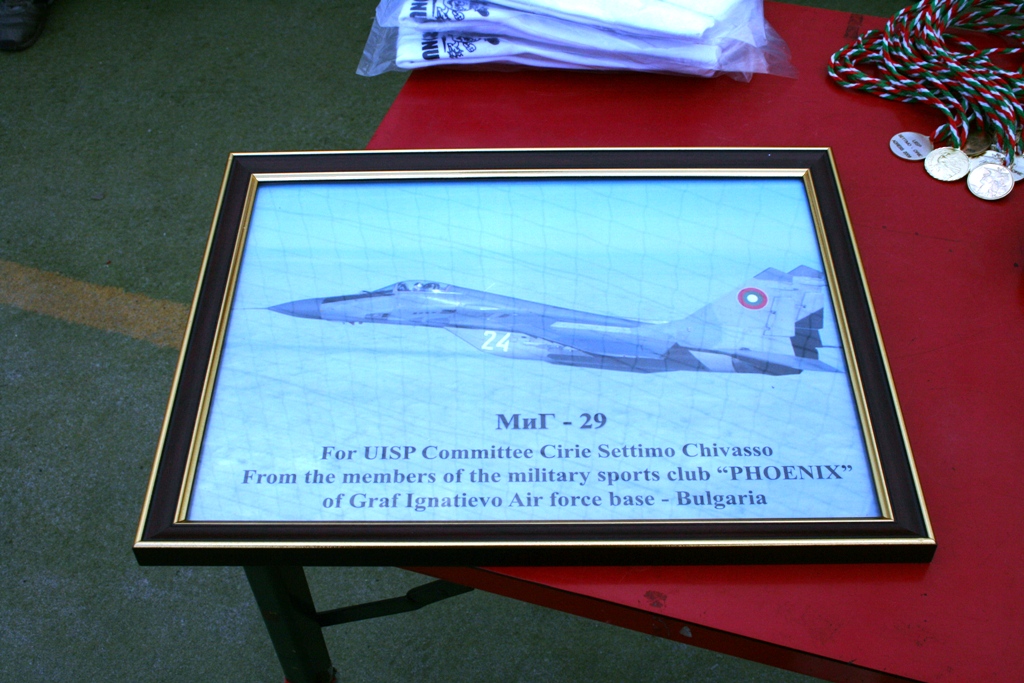 24
МиГ - 29
For UISP Committee Cirie Settimo Chivasso
From the members of the military sports club “PHOENIX”
of Graf Ignatievo Air force base - Bulgaria